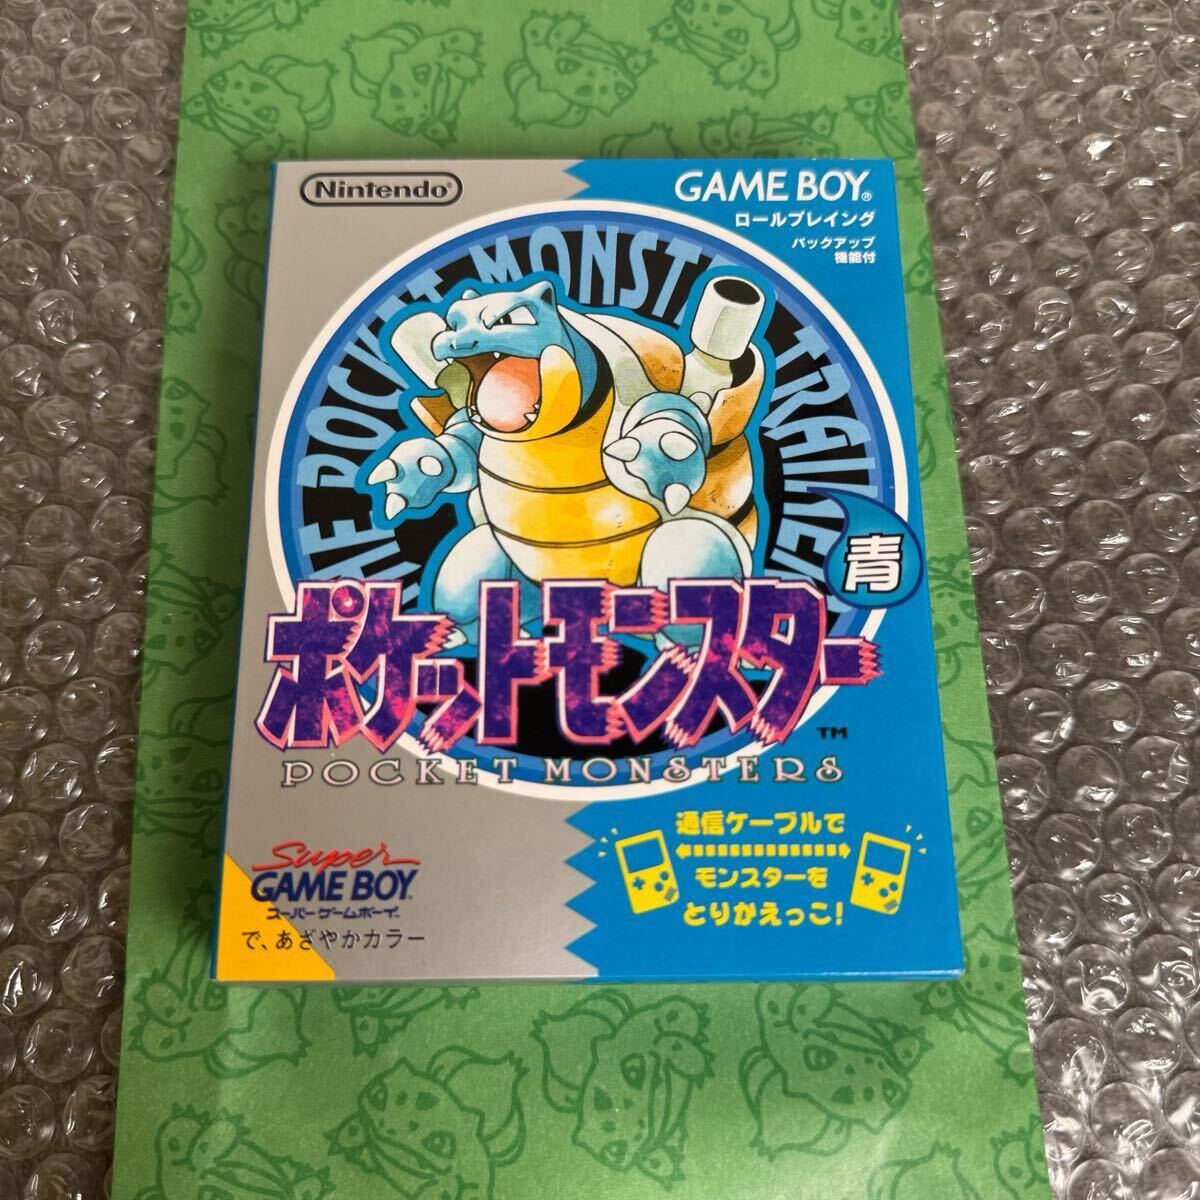 Nintendo®
GAME BOY®
ロールプレイング
バックアップ
機能付
THE POCKET MONSTER TRAINER
青
ポケットモンスター
TM
POCKET MONSTERS
通信ケーブルで
モンスターを
とりかえっこ!
Super
GAME BOY
スーパーゲームボーイ
で、あざやかカラー